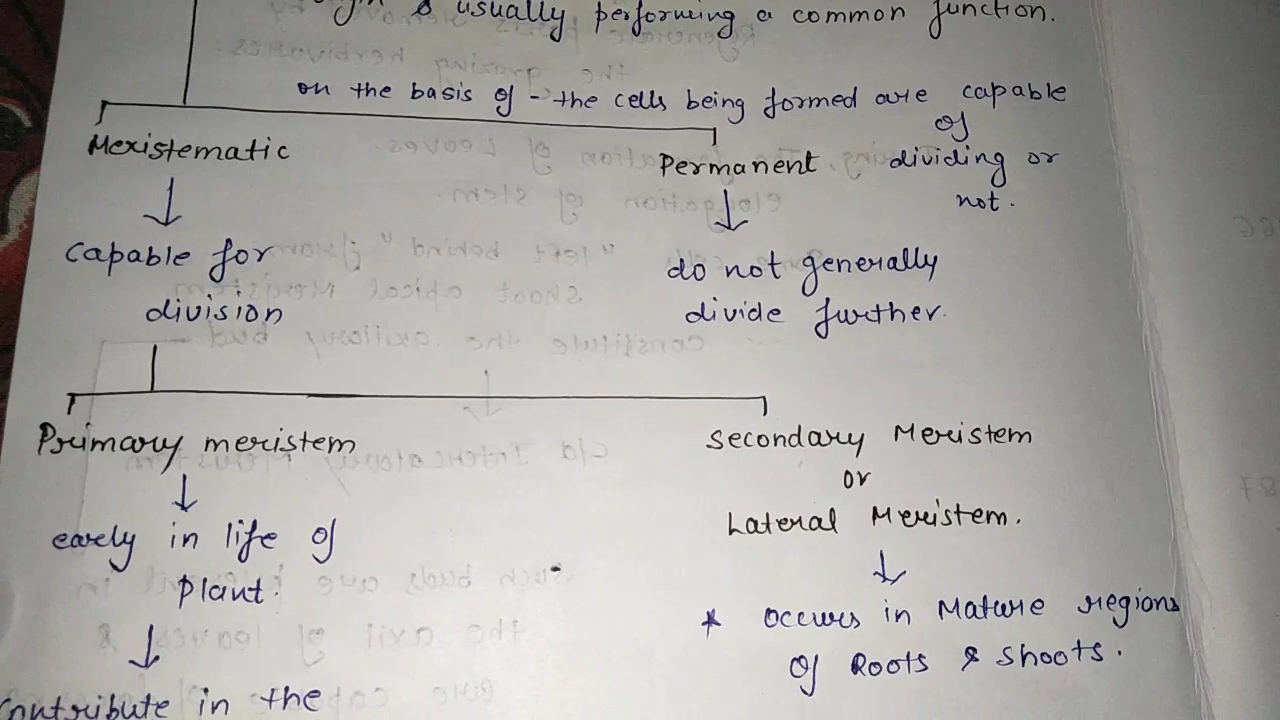 & usually performing a common function.
on the basis of - the cells being formed are capable
of
dividing or
not.
Meristematic
Permanent
↓
↓
capable for
division
do not generally
divide further.
Primary meristem
Secondary Meristem
or
Lateral Meristem.
↓
↓
early in life of
plant.
* occurs in Mature regions
of Roots & shoots.
↓
contribute in the